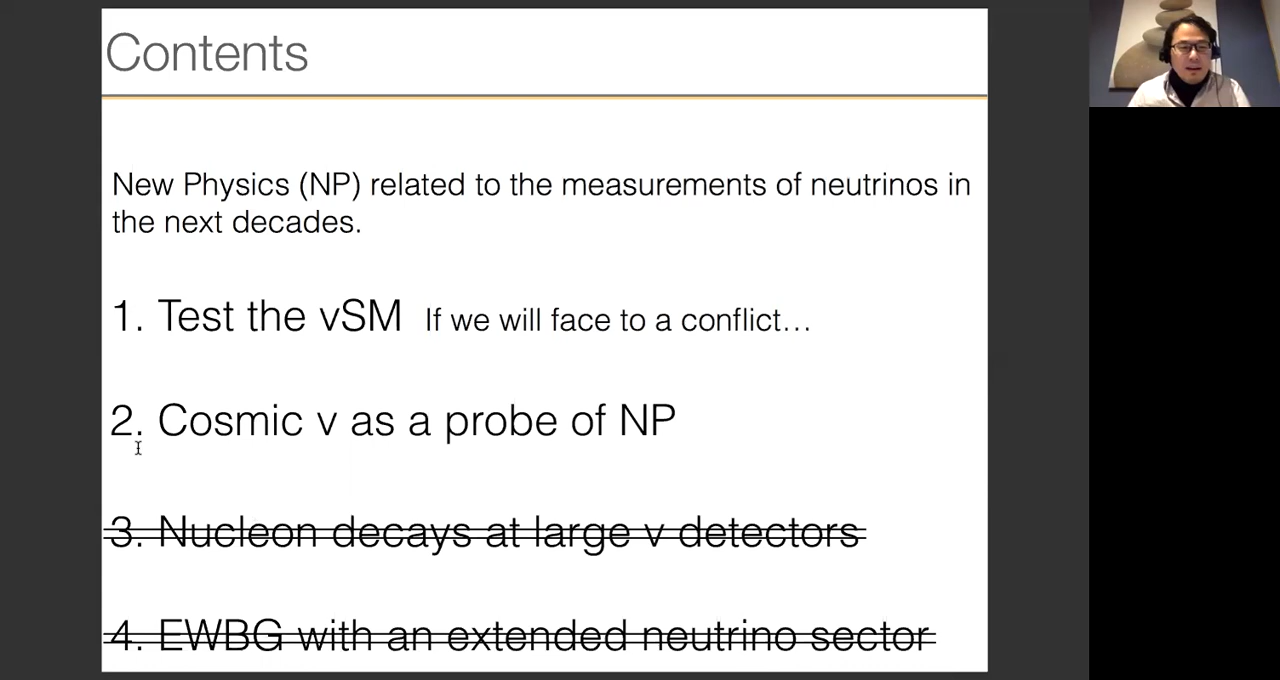 Contents
New Physics (NP) related to the measurements of neutrinos in
the next decades.
1. Test the νSM If we will face to a conflict…
2. Cosmic ν as a probe of NP
3. Nucleon decays at large ν detectors
4. EWBG with an extended neutrino sector